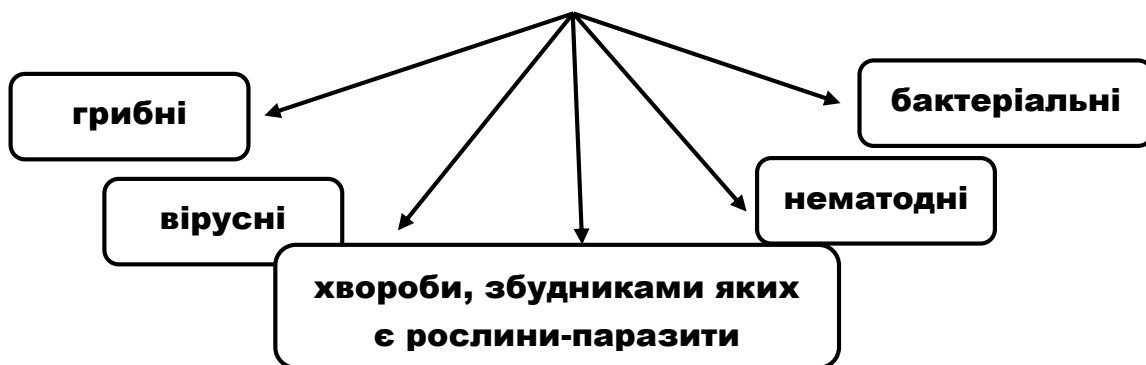 грибні
бактеріальні
вірусні
нематодні
хвороби, збудниками яких
є рослини-паразити